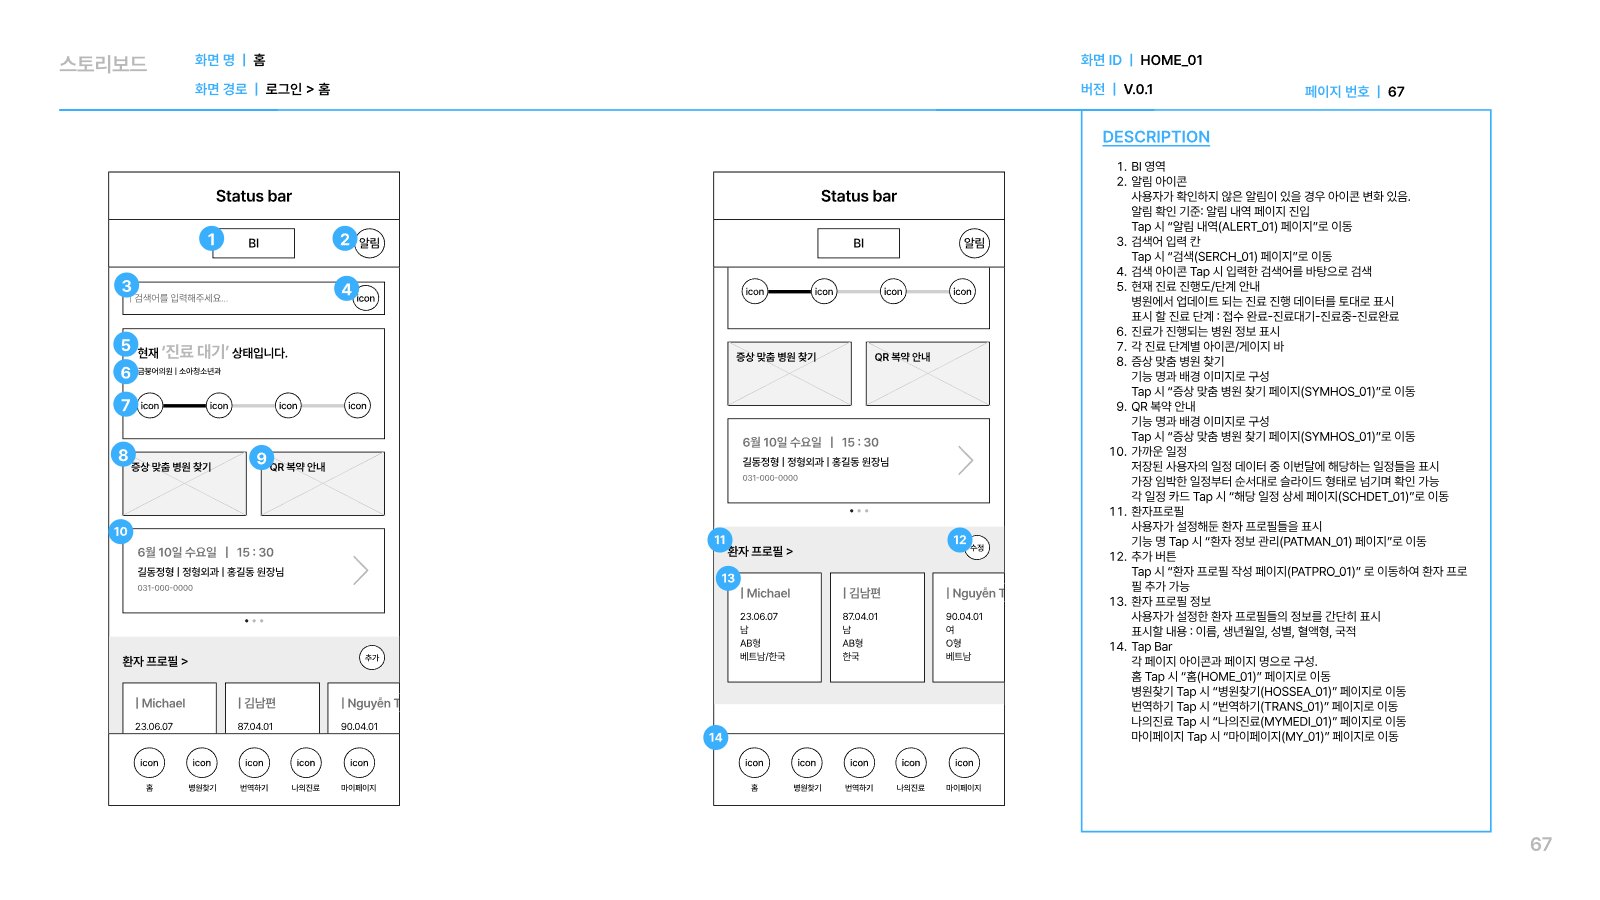 스토리보드
화면 명 | 홈
화면 경로 | 로그인 > 홈
화면 ID | HOME_01
버전 | V.0.1
페이지 번호 | 67
Status bar
1
BI
2
알림
3
검색어를 입력해주세요...
4
icon
5
현재 '진료 대기' 상태입니다.
6
금붕어의원 | 소아청소년과
7
icon
icon
icon
icon
8
증상 맞춤 병원 찾기
9
QR 복약 안내
10
6월 10일 수요일 | 15 : 30
길동정형 | 정형외과 | 홍길동 원장님
031-000-0000
환자 프로필 >
추가
| Michael
| 김남편
| Nguyễn T
23.06.07
87.04.01
90.04.01
icon
icon
icon
icon
icon
홈
병원찾기
번역하기
나의진료
마이페이지
Status bar
BI
알림
icon
icon
icon
icon
증상 맞춤 병원 찾기
QR 복약 안내
6월 10일 수요일 | 15 : 30
길동정형 | 정형외과 | 홍길동 원장님
031-000-0000
11
환자 프로필 >
12
수정
13
| Michael
23.06.07
남
AB형
베트남/한국
| 김남편
87.04.01
남
AB형
한국
| Nguyễn T
90.04.01
여
O형
베트남
14
icon
icon
icon
icon
icon
홈
병원찾기
번역하기
나의진료
마이페이지
DESCRIPTION
1. BI 영역
2. 알림 아이콘
사용자가 확인하지 않은 알림이 있을 경우 아이콘 변화 있음.
알림 확인 기준: 알림 내역 페이지 진입
Tap 시 “알림 내역(ALERT_01) 페이지”로 이동
3. 검색어 입력 칸
Tap 시 “검색(SERCH_01) 페이지”로 이동
4. 검색 아이콘 Tap 시 입력한 검색어를 바탕으로 검색
5. 현재 진료 진행도/단계 안내
병원에서 업데이트 되는 진료 진행 데이터를 토대로 표시
표시 할 진료 단계 : 접수 완료-진료대기-진료중-진료완료
6. 진료가 진행되는 병원 정보 표시
7. 각 진료 단계별 아이콘/게이지 바
8. 증상 맞춤 병원 찾기
기능 명과 배경 이미지로 구성
Tap 시 “증상 맞춤 병원 찾기 페이지(SYMHOS_01)”로 이동
9. QR 복약 안내
기능 명과 배경 이미지로 구성
Tap 시 “증상 맞춤 병원 찾기 페이지(SYMHOS_01)”로 이동
10. 가까운 일정
저장된 사용자의 일정 데이터 중 이번달에 해당하는 일정들을 표시
가장 임박한 일정부터 순서대로 슬라이드 형태로 넘기며 확인 가능
각 일정 카드 Tap 시 “해당 일정 상세 페이지(SCHDET_01)”로 이동
11. 환자프로필
사용자가 설정해둔 환자 프로필들을 표시
기능 명 Tap 시 “환자 정보 관리(PATMAN_01) 페이지”로 이동
12. 추가 버튼
Tap 시 “환자 프로필 작성 페이지(PATPRO_01)” 로 이동하여 환자 프로
필 추가 가능
13. 환자 프로필 정보
사용자가 설정한 환자 프로필들의 정보를 간단히 표시
표시할 내용 : 이름, 생년월일, 성별, 혈액형, 국적
14. Tap Bar
각 페이지 아이콘과 페이지 명으로 구성.
홈 Tap 시 “홈(HOME_01)” 페이지로 이동
병원찾기 Tap 시 “병원찾기(HOSSEA_01)” 페이지로 이동
번역하기 Tap 시 “번역하기(TRANS_01)” 페이지로 이동
나의진료 Tap 시 “나의진료(MYMEDI_01)” 페이지로 이동
마이페이지 Tap 시 “마이페이지(MY_01)” 페이지로 이동
67